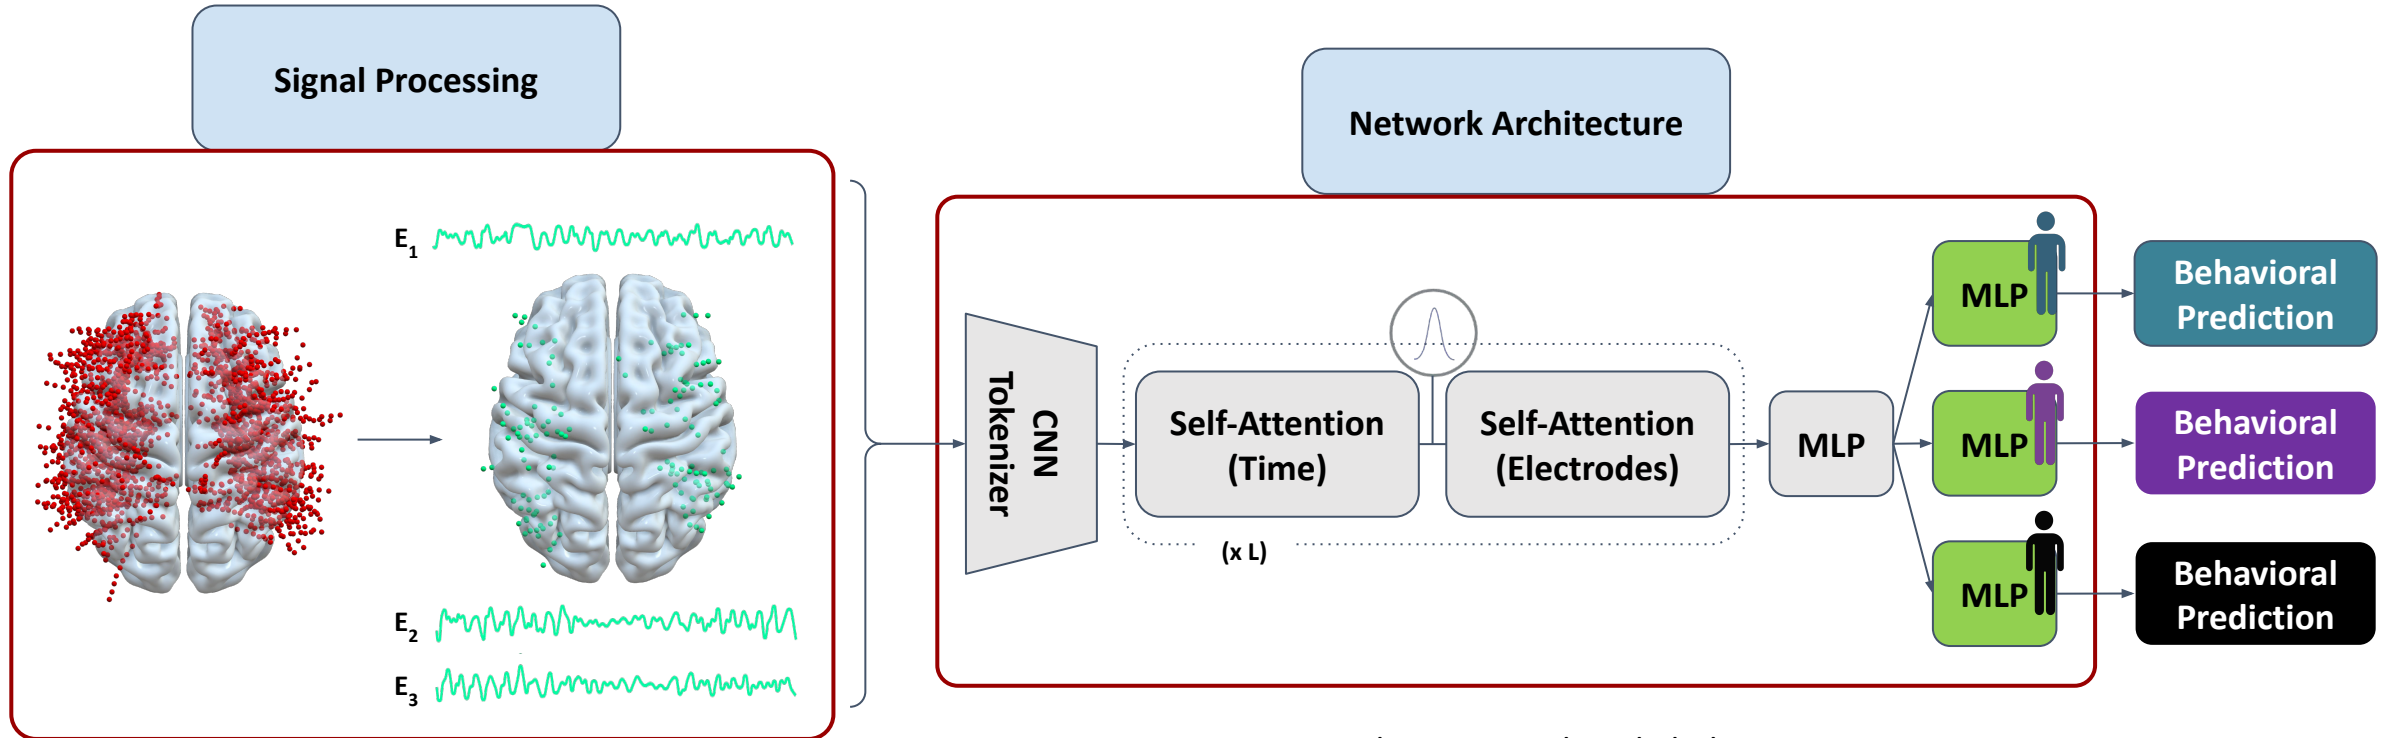 Signal Processing
Network Architecture
E1
E2
E3
CNN
Tokenizer
Self-Attention
(Time)
Self-Attention
(Electrodes)
(x L)
MLP
MLP
MLP
MLP
Behavioral
Prediction
Behavioral
Prediction
Behavioral
Prediction